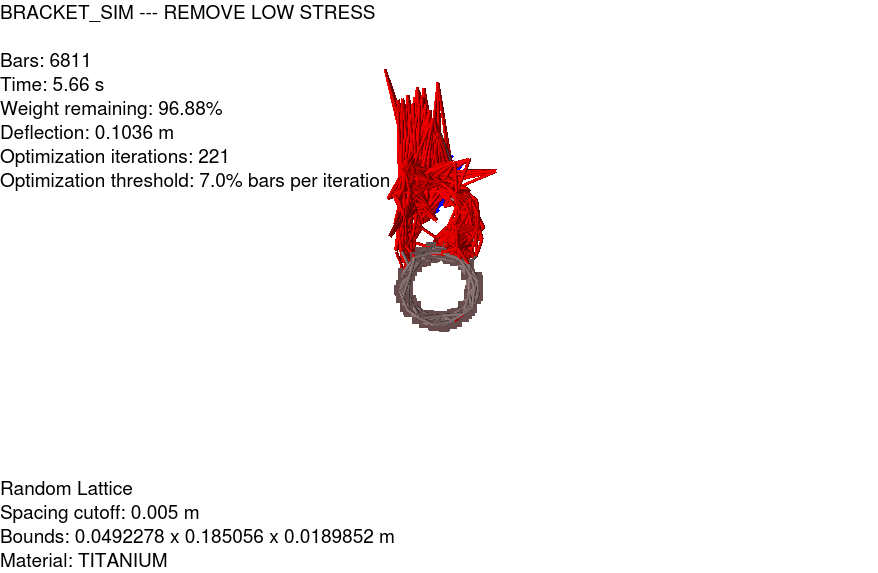 BRACKET_SIM --- REMOVE LOW STRESS
Bars: 6811
Time: 5.66 s
Weight remaining: 96.88%
Deflection: 0.1036 m
Optimization iterations: 221
Optimization threshold: 7.0% bars per iteration
Random Lattice
Spacing cutoff: 0.005 m
Bounds: 0.0492278 x 0.185056 x 0.0189852 m
Material: TITANIUM